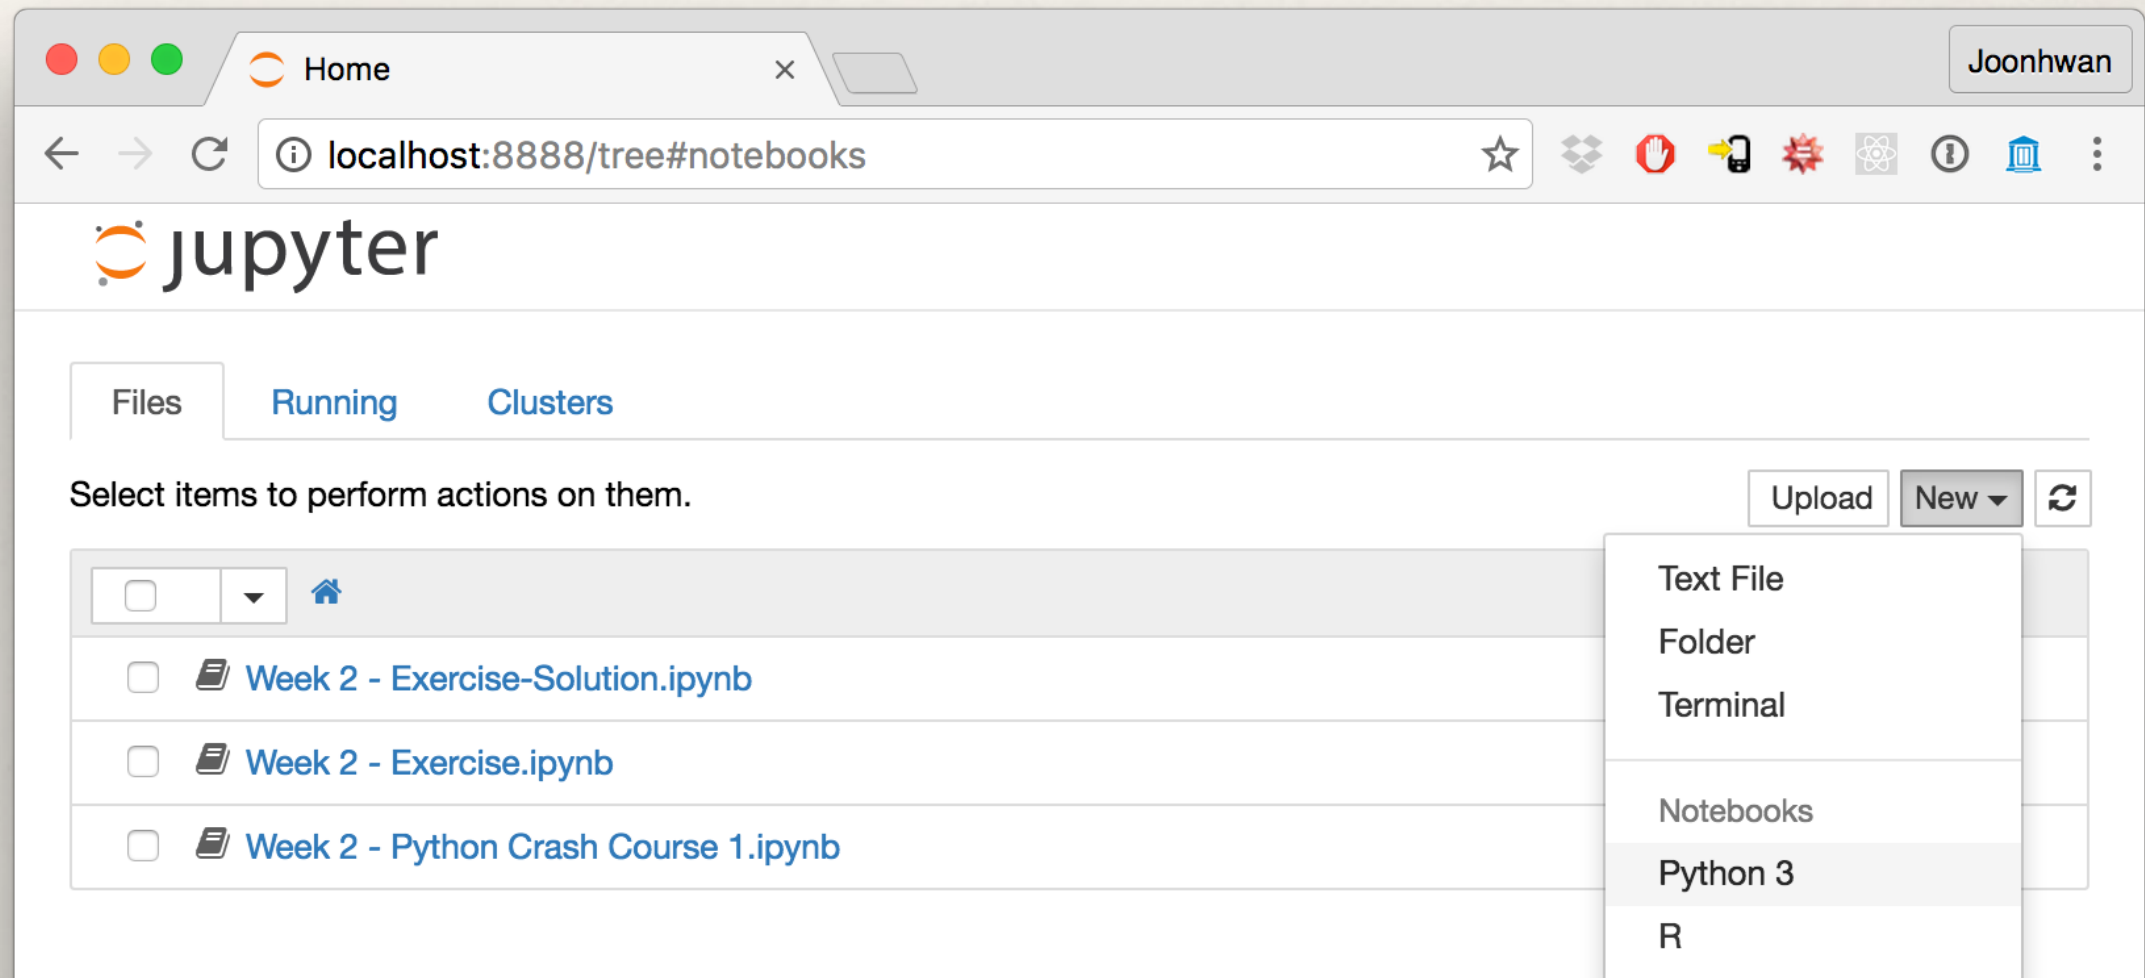 Home
Joonhwan
localhost:8888/tree#notebooks
jupyter
Files Running Clusters
Select items to perform actions on them.
Upload New
Text File
Folder
Terminal
Week 2 - Exercise-Solution.ipynb
Week 2 - Exercise.ipynb
Week 2 - Python Crash Course 1.ipynb
Notebooks
Python 3
R